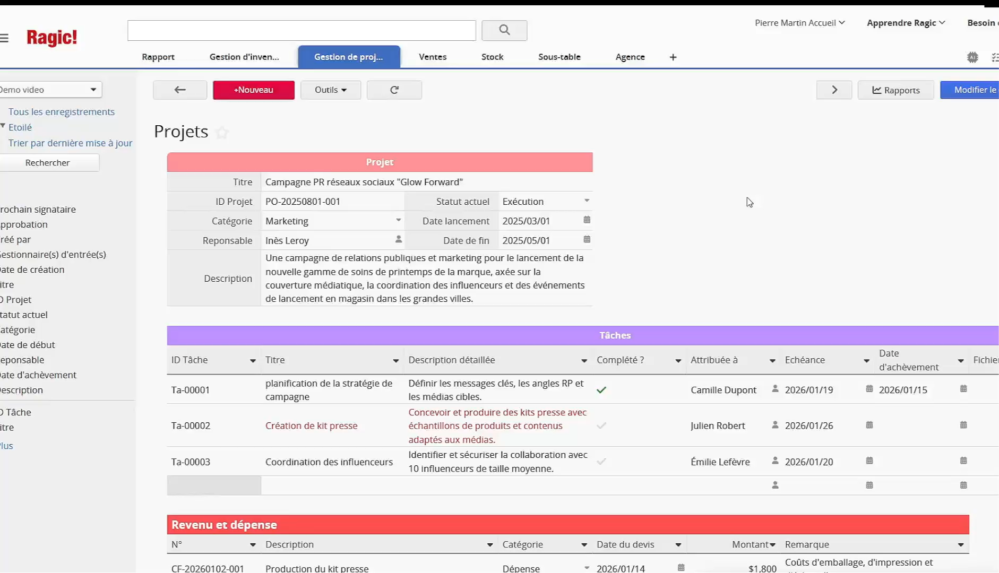 Pierre Martin Accueil
Apprendre Ragic
Besoin
Ragic!
Rapport
Gestion d'inven...
Gestion de proj...
Ventes
Stock
Sous-table
Agence
+
Demo video
+Nouveau
Outils
Rapports
Modifier le
Tous les enregistrements
Etoilé
Trier par dernière mise à jour
Rechercher
rochain signataire
pprobation
réé par
estionnaire(s) d'entrée(s)
ate de création
itre
D Projet
tatut actuel
atégorie
ate de début
eponsable
ate d'achèvement
escription
D Tâche
itre
lus
Projets
Projet
Titre
Campagne PR réseaux sociaux "Glow Forward"
ID Projet
PO-20250801-001
Statut actuel
Exécution
Catégorie
Marketing
Date lancement
2025/03/01
Reponsable
Inès Leroy
Date de fin
2025/05/01
Description
Une campagne de relations publiques et marketing pour le lancement de la
nouvelle gamme de soins de printemps de la marque, axée sur la
couverture médiatique, la coordination des influenceurs et des événements
de lancement en magasin dans les grandes villes.
Tâches
ID Tâche
Titre
Description détaillée
Complété ?
Attribuée à
Echéance
Date
d'achèvement
Fichier
Ta-00001
planification de la stratégie de
campagne
Définir les messages clés, les angles RP et
les médias cibles.
Camille Dupont
2026/01/19
2026/01/15
Ta-00002
Création de kit presse
Concevoir et produire des kits presse avec
échantillons de produits et contenus
adaptés aux médias.
Julien Robert
2026/01/26
Ta-00003
Coordination des influenceurs
Identifier et sécuriser la collaboration avec
10 influenceurs de taille moyenne.
Émilie Lefèvre
2026/01/20
Revenu et dépense
N°
Description
Catégorie
Date du devis
Montant
Remarque
CF-20260102-001
Production du kit presse
Dépense
2026/01/14
$1,800
Coûts d'emballage, d'impression et